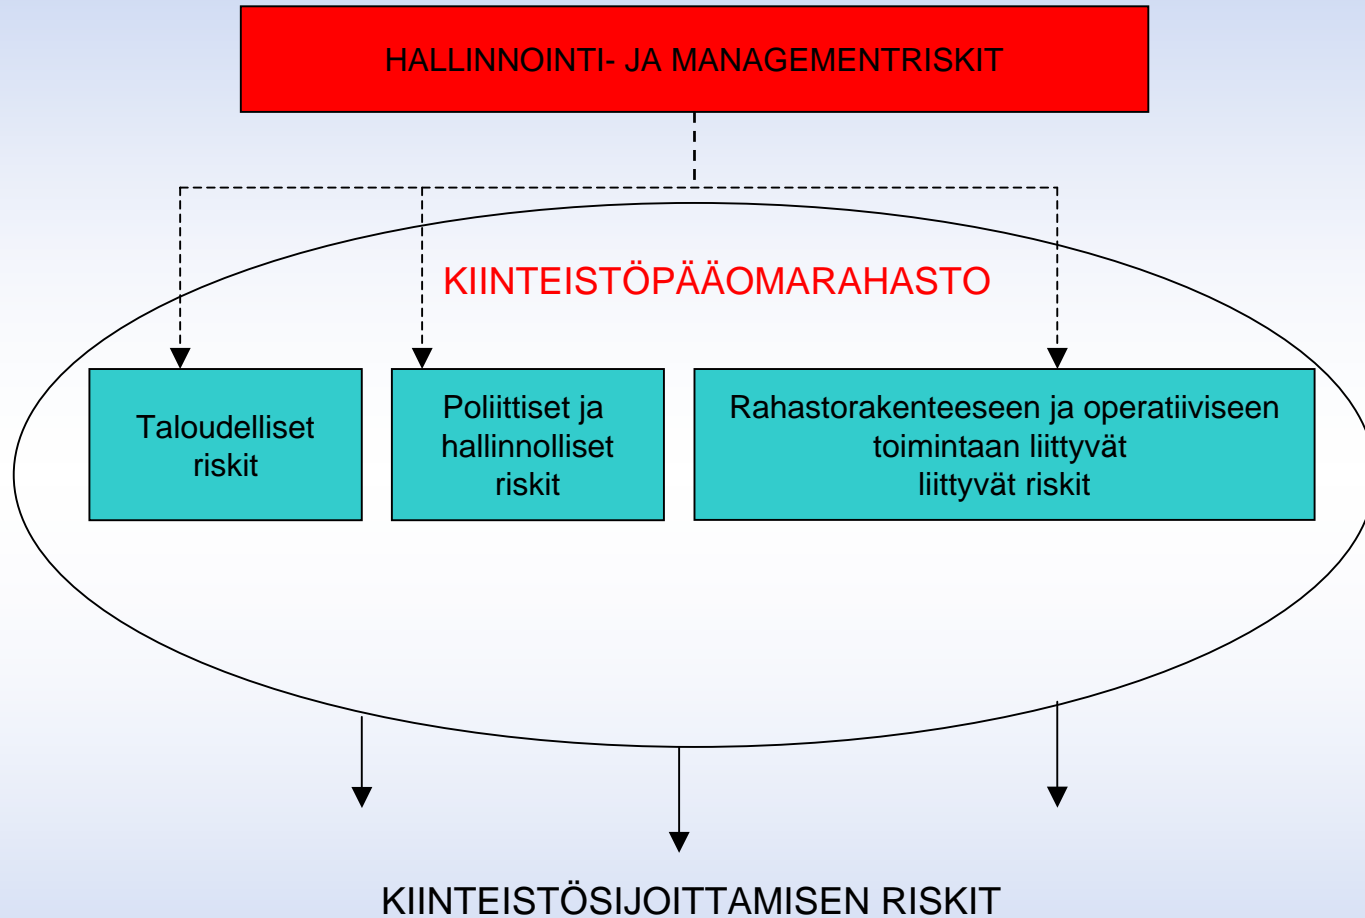 HALLINNOINTI- JA MANAGEMENTRISKIT
KIINTEISTÖPÄÄOMARAHASTO
Taloudelliset
riskit
Poliittiset ja
hallinnolliset
riskit
Rahastorakenteeseen ja operatiiviseen
toimintaan liittyvät
liittyvät riskit
KIINTEISTÖSIJOITTAMISEN RISKIT